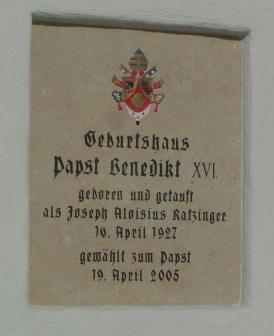 Geburtshaus
Papst Benedikt XVI.
geboren und getauft
als Joseph Aloisius Ratzinger
16. April 1927
gewählt zum Papst
19. April 2005